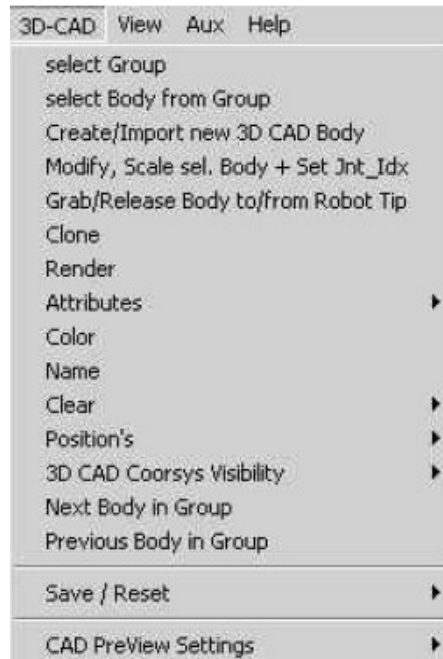 3D-CAD View Aux Help
select Group
select Body from Group
Create/Import new 3D CAD Body
Modify, Scale sel. Body + Set Jnt_Idx
Grab/Release Body to/from Robot Tip
Clone
Render
Attributes
Color
Name
Clear
Position's
3D CAD Coorsys Visibility
Next Body in Group
Previous Body in Group
Save / Reset
CAD PreView Settings